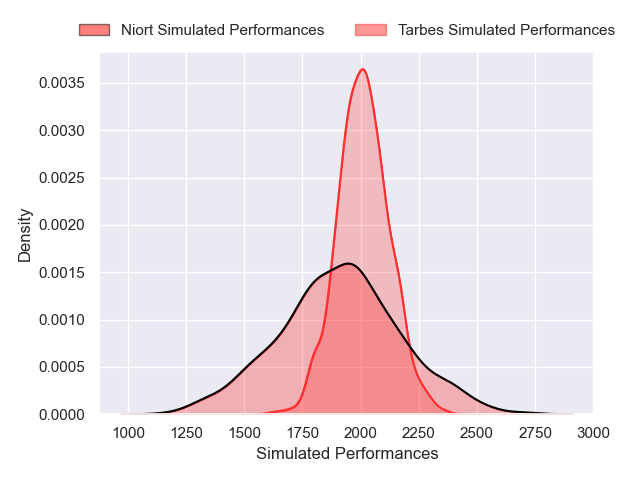 Niort Simulated Performances
Tarbes Simulated Performances
0.0035
0.0030
0.0025
0.0020
0.0015
0.0010
0.0005
0.0000
Density
1000 1250 1500 1750 2000 2250 2500 2750 3000
Simulated Performances